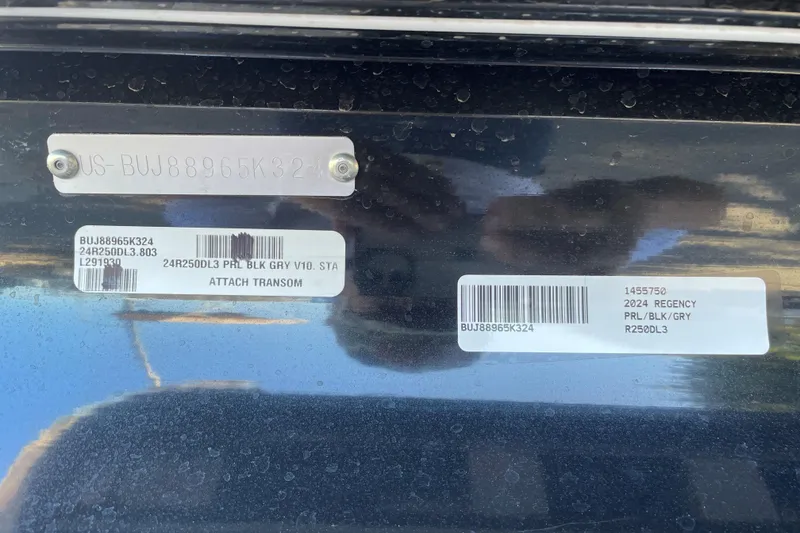 US-BUJ88965K324
BUJ88965K324
24R250DL3.803
L291930
24R250DL3 PRL BLK GRY V10. STA
ATTACH TRANSOM
BUJ88965K324
1455750
2024 REGENCY
PRL/BLK/GRY
R250DL3